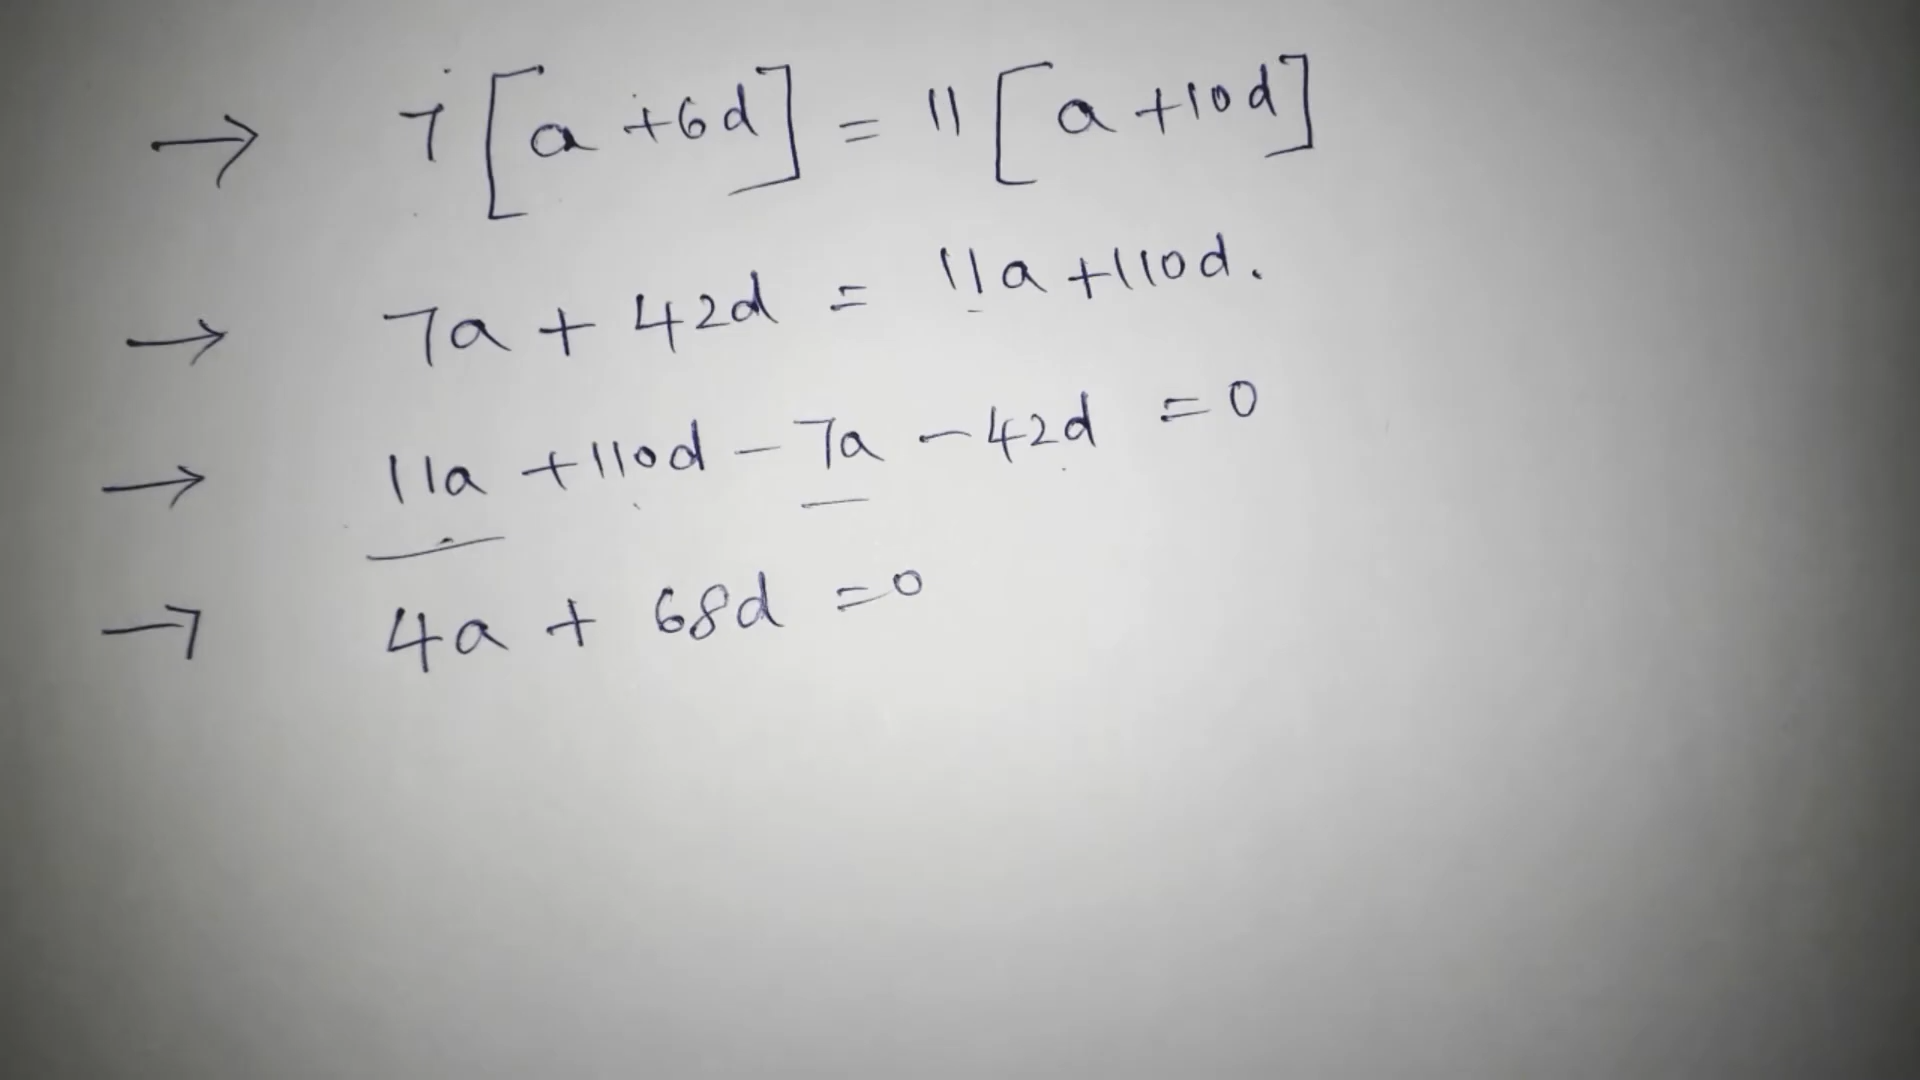 → 7[a+6d] = 11[a+10d]
→ 7a + 42d = 11a +110d.
→ 11a +110d - 7a - 42d = 0
→ 4a + 68d = 0